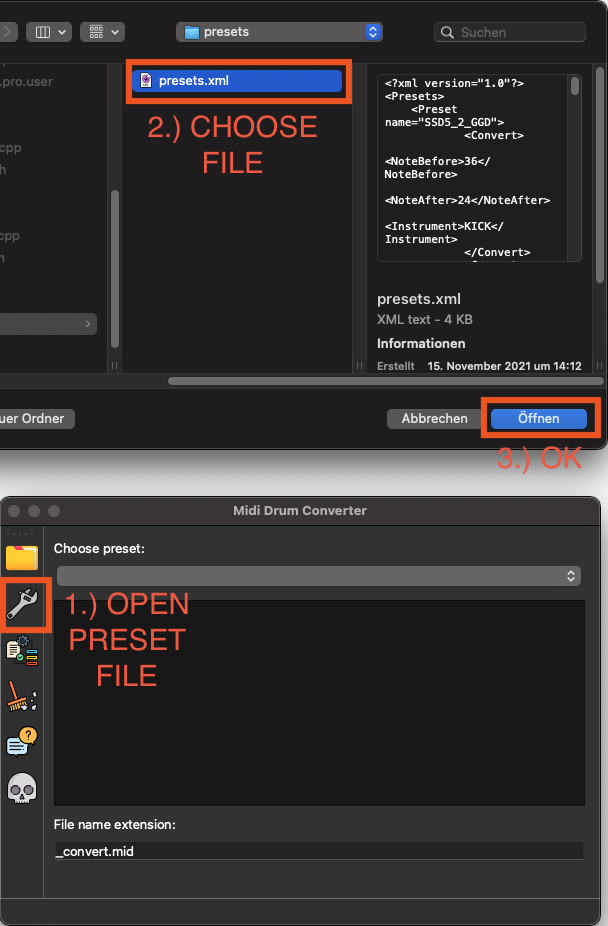 presets
Suchen
.pro.user
cpp
h
cpp
presets.xml
2.) CHOOSE
FILE
<?xml version="1.0"?>
<Presets>
<Preset
name="SSD5_2_GGD">
<Convert>
<NoteBefore>36</
NoteBefore>
<NoteAfter>24</NoteAfter>
<Instrument>KICK</
Instrument>
</Convert>
presets.xml
XML text - 4 KB
Informationen
Erstellt 15. November 2021 um 14:12
uer Ordner
Abbrechen
Öffnen
3.) OK
Midi Drum Converter
Choose preset:
1.) OPEN
PRESET
FILE
File name extension:
_convert.mid